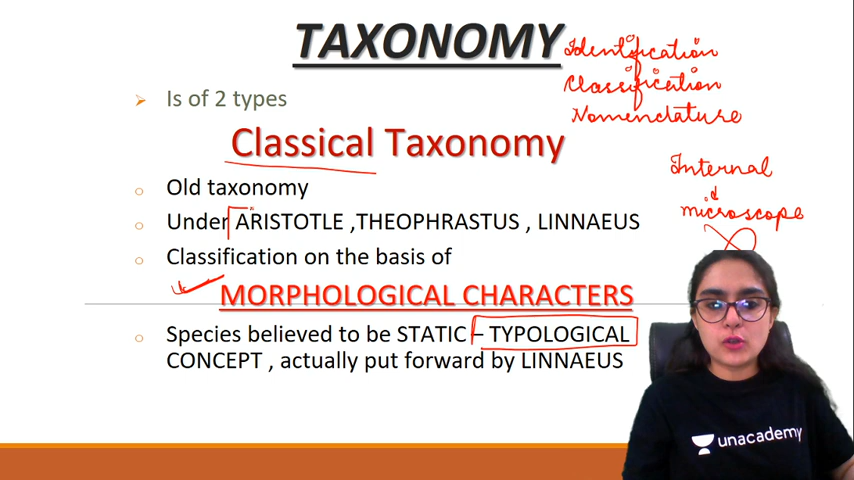 TAXONOMY
Identification
Classification
Nomenclature
Is of 2 types
Classical Taxonomy
Internal
&
microscope
Old taxonomy
Under ARISTOTLE ,THEOPHRASTUS , LINNAEUS
Classification on the basis of
MORPHOLOGICAL CHARACTERS
Species believed to be STATIC – TYPOLOGICAL
CONCEPT , actually put forward by LINNAEUS
unacademy